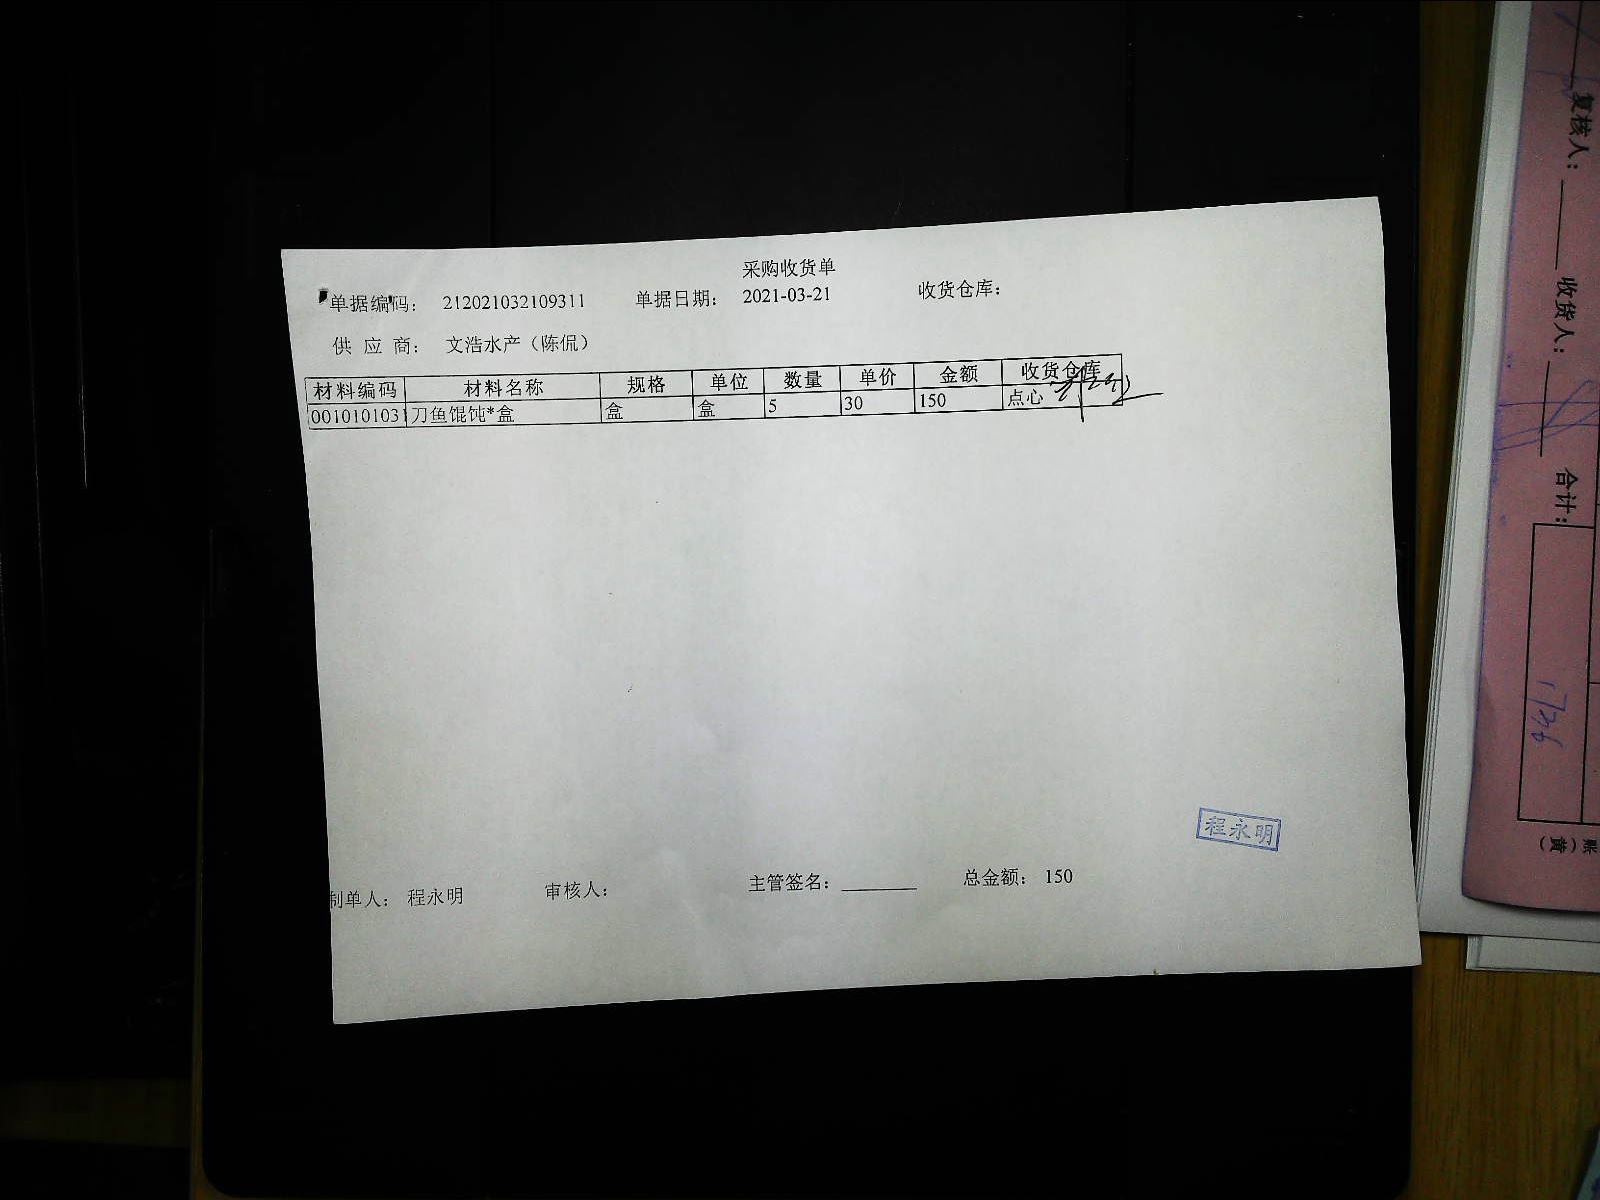 采购收货单
单据编码： 212021032109311 单据日期： 2021-03-21 收货仓库：
供 应 商： 文浩水产（陈侃）
材料编码 材料名称 规格 单位 数量 单价 金额 收货仓库
0010101031 刀鱼馄饨*盒 盒 盒 5 30 150 点心
程永明
制单人： 程永明 审核人： 主管签名： 总金额： 150
复核人：
收货人：
合计：
1736
账（黄）